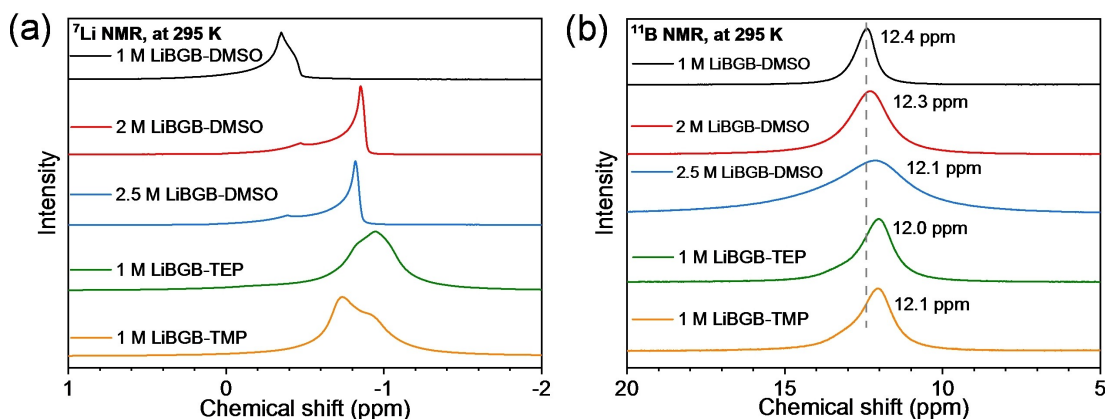 (a)
⁷Li NMR, at 295 K
1 M LiBGB-DMSO
2 M LiBGB-DMSO
2.5 M LiBGB-DMSO
1 M LiBGB-TEP
1 M LiBGB-TMP
Intensity
1 0 -1 -2
Chemical shift (ppm)
(b)
¹¹B NMR, at 295 K
12.4 ppm
1 M LiBGB-DMSO
12.3 ppm
2 M LiBGB-DMSO
2.5 M LiBGB-DMSO
12.1 ppm
12.0 ppm
1 M LiBGB-TEP
12.1 ppm
1 M LiBGB-TMP
Intensity
20 15 10 5
Chemical shift (ppm)